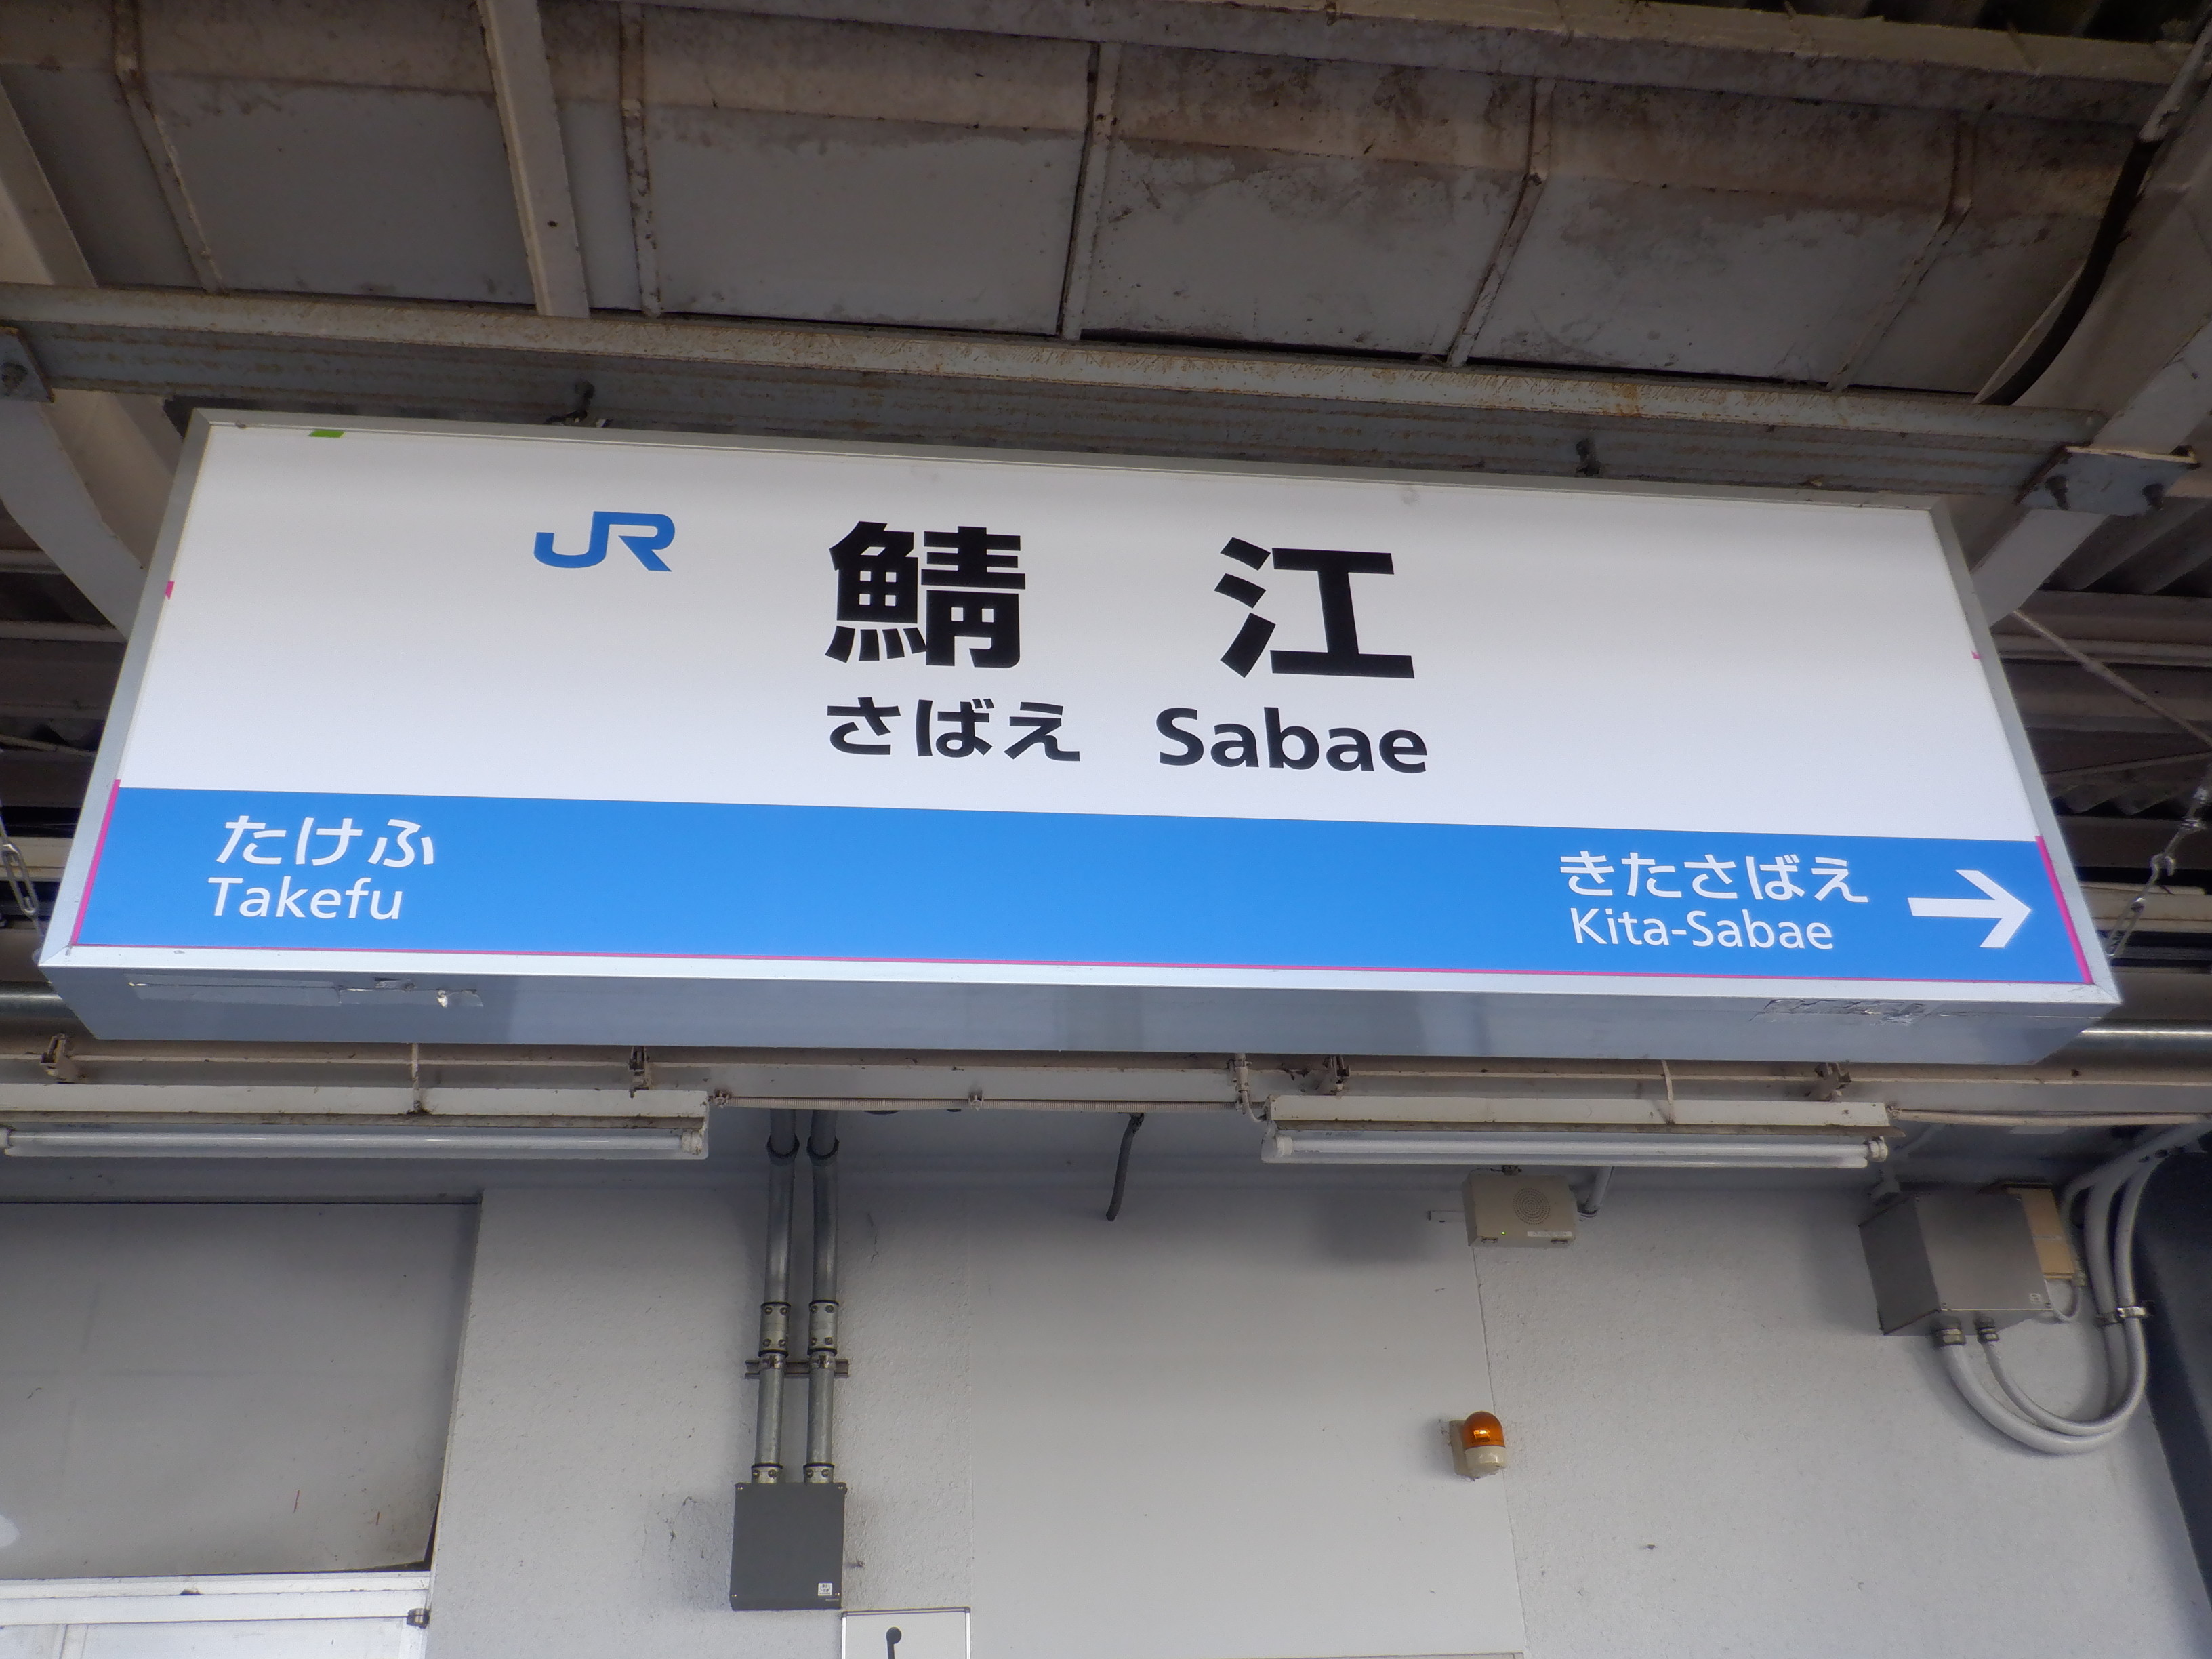 JR 鯖江
さばえ Sabae
たけふ
Takefu
きたさばえ →
Kita-Sabae